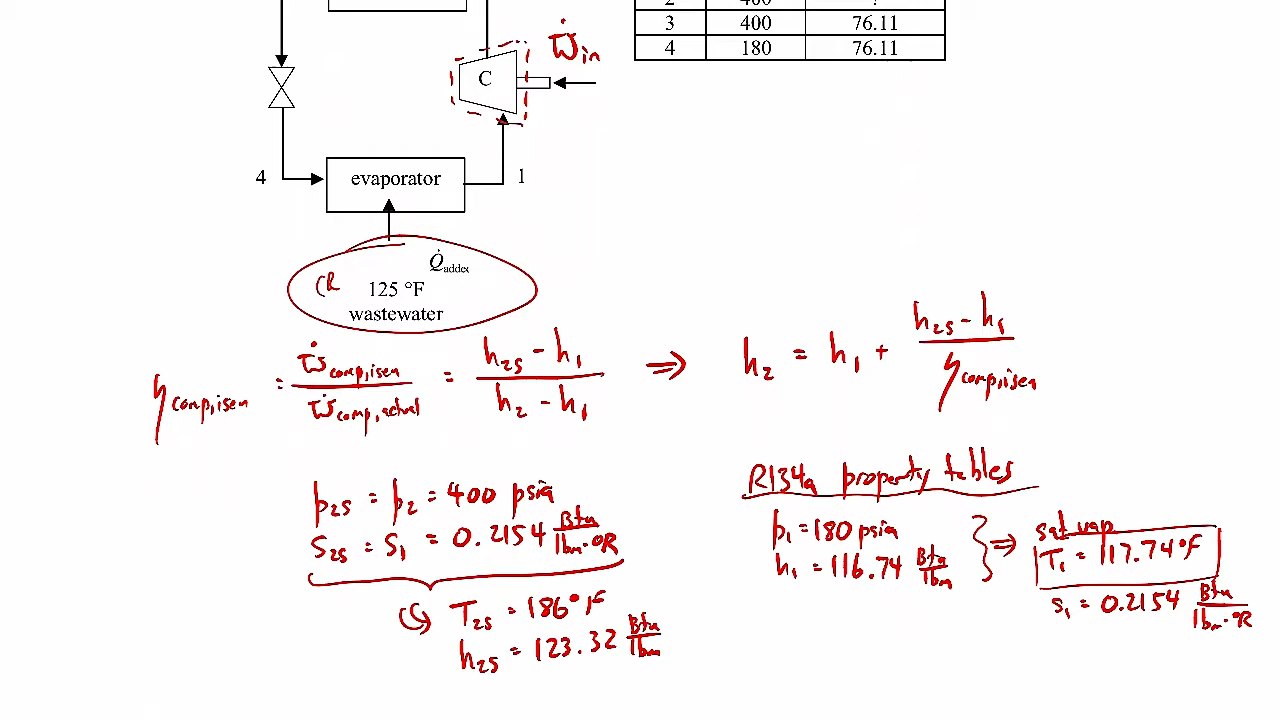 2 400 ?
3 400 76.11
4 180 76.11
Ẇin
C
4
evaporator
1
Q̇added
CR
125 °F
wastewater
ηcomp,isen = Ẇcomp,isen / Ẇcomp,actual = h2s - h1 / h2 - h1 ⇒ h2 = h1 + h2s - h1 / ηcomp,isen
p2s = p2 = 400 psia
s2s = s1 = 0.2154 Btu/lbm·°R
T2s = 186°F
h2s = 123.32 Btu/lbm
R134a property tables
p1 = 180 psia
h1 = 116.74 Btu/lbm
⇒ sat vap
T1 = 117.74°F
s1 = 0.2154 Btu/lbm·°R